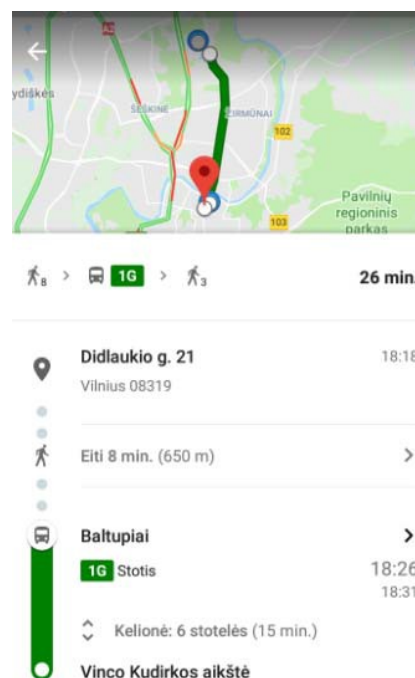 A2
ydiškės
ŠEŠKINĖ
ŽIRMŪNAI
102
Pavilnių
regioninis
parkas
103
8 > 1G > 3 26 min.
Didlaukio g. 21 18:18
Vilnius 08319
Eiti 8 min. (650 m)
Baltupiai
1G Stotis 18:26
18:31
Kelionė: 6 stotelės (15 min.)
Vinco Kudirkos aikštė